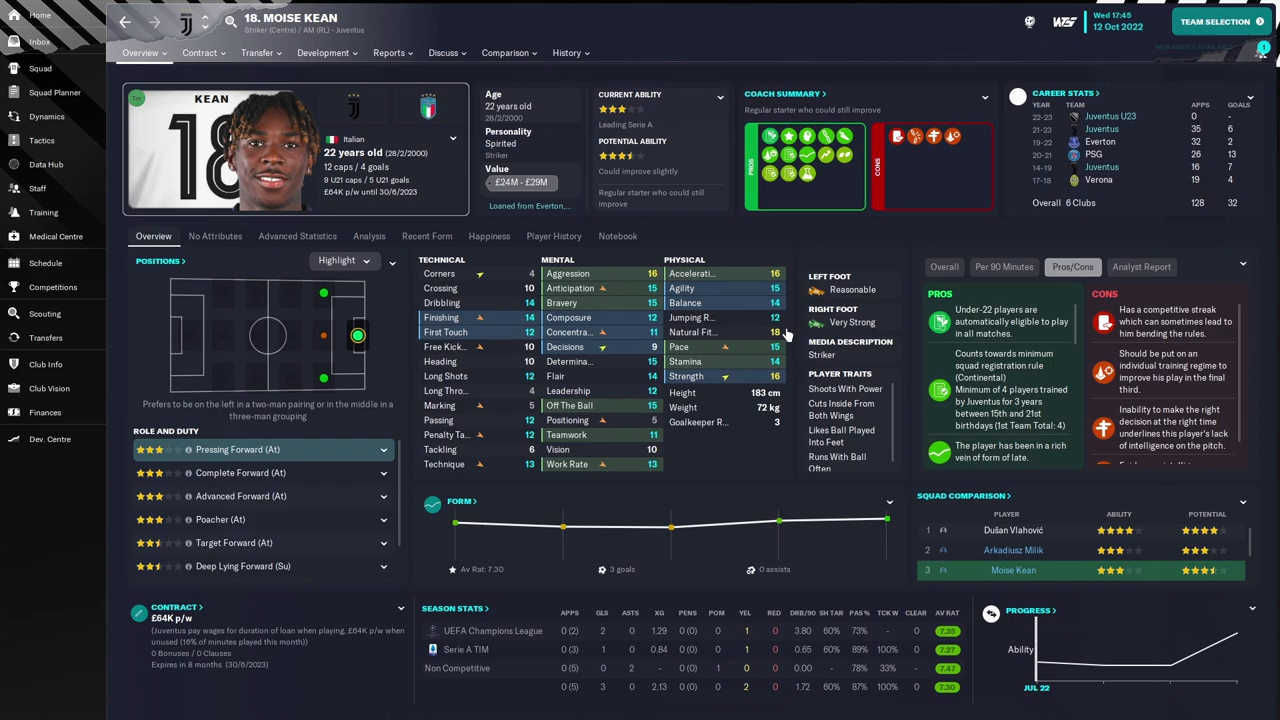 Home
Inbox
Squad
Squad Planner
Dynamics
Tactics
Data Hub
Staff
Training
Medical Centre
Schedule
Competitions
Scouting
Transfers
Club Info
Club Vision
Finances
Dev. Centre
18. MOISE KEAN
Striker (Centre) / AM (RL) - Juventus
Wed 17:45
12 Oct 2022
TEAM SELECTION
1
Overview
Contract
Transfer
Development
Reports
Discuss
Comparison
History
KEAN
18
Italian
22 years old (28/2/2000)
12 caps / 4 goals
9 U21 caps / 5 U21 goals
£64K p/w until 30/6/2023
Age
22 years old
28/2/2000
Personality
Spirited
Striker
Value
£24M - £29M
Loaned from Everton,...
CURRENT ABILITY
Leading Serie A
POTENTIAL ABILITY
Could improve slightly
Regular starter who could still improve
COACH SUMMARY >
Regular starter who could still improve
PROS
CONS
CAREER STATS >
YEAR TEAM APPS GOALS
22-23 Juventus U23 0 -
21-23 Juventus 35 6
19-22 Everton 32 2
20-21 PSG 26 13
14-19 Juventus 16 7
17-18 Verona 19 4
Overall 6 Clubs 128 32
Overview
No Attributes
Advanced Statistics
Analysis
Recent Form
Happiness
Player History
Notebook
POSITIONS >
Highlight
Prefers to be on the left in a two-man pairing or in the middle in a
three-man grouping
ROLE AND DUTY
Pressing Forward (At)
Complete Forward (At)
Advanced Forward (At)
Poacher (At)
Target Forward (At)
Deep Lying Forward (Su)
TECHNICAL
Corners 4
Crossing 10
Dribbling 14
Finishing 14
First Touch 12
Free Kick... 10
Heading 10
Long Shots 12
Long Thro... 4
Marking 5
Passing 12
Penalty Ta... 12
Tackling 6
Technique 13
MENTAL
Aggression 16
Anticipation 15
Bravery 15
Composure 12
Concentra... 11
Decisions 9
Determina... 15
Flair 14
Leadership 12
Off The Ball 15
Positioning 5
Teamwork 11
Vision 10
Work Rate 13
PHYSICAL
Accelerati... 16
Agility 15
Balance 14
Jumping R... 12
Natural Fit... 18
Pace 15
Stamina 14
Strength 16
Height 183 cm
Weight 72 kg
Goalkeeper R... 3
LEFT FOOT
Reasonable
RIGHT FOOT
Very Strong
MEDIA DESCRIPTION
Striker
PLAYER TRAITS
Shoots With Power
Cuts Inside From
Both Wings
Likes Ball Played
Into Feet
Runs With Ball
Often
Overall
Per 90 Minutes
Pros/Cons
Analyst Report
PROS
Under-22 players are
automatically eligible to play
in all matches.
Counts towards minimum
squad registration rule
(Continental)
Minimum of 4 players trained
by Juventus for 3 years
between 15th and 21st
birthdays (1st Team Total: 4)
The player has been in a rich
vein of form of late.
CONS
Has a competitive streak
which can sometimes lead to
him bending the rules.
Should be put on an
individual training regime to
improve his play in the final
third.
Inability to make the right
decision at the right time
underlines this player's lack
of intelligence on the pitch.
FORM >
Av Rat: 7.30
3 goals
0 assists
SQUAD COMPARISON >
PLAYER ABILITY POTENTIAL
1 Dušan Vlahović
2 Arkadiusz Milik
3 Moise Kean
CONTRACT >
£64K p/w
(Juventus pay wages for duration of loan when playing, £64K p/w when
unused (16% of minutes played this month))
0 Bonuses / 0 Clauses
Expires in 8 months (30/6/2023)
SEASON STATS >
APPS GLS ASTS XG PENS POM YEL RED DRB/90 SH TAR PAS % TCK W CLEAR AV RAT
UEFA Champions League 0 (2) 2 - 1.29 0 (0) - 1 0 3.80 60% 73% - 0 7.35
Serie A TIM 0 (3) 1 - 0.84 0 (0) - 1 0 0.65 60% 89% 100% 0 7.27
Non Competitive 0 (5) 0 2 - 0 (0) 1 0 0 0.00 - 78% 33% 0 7.47
0 (5) 3 0 2.13 0 (0) - 2 0 1.72 60% 87% 100% 0 7.30
PROGRESS >
Ability
JUL 22